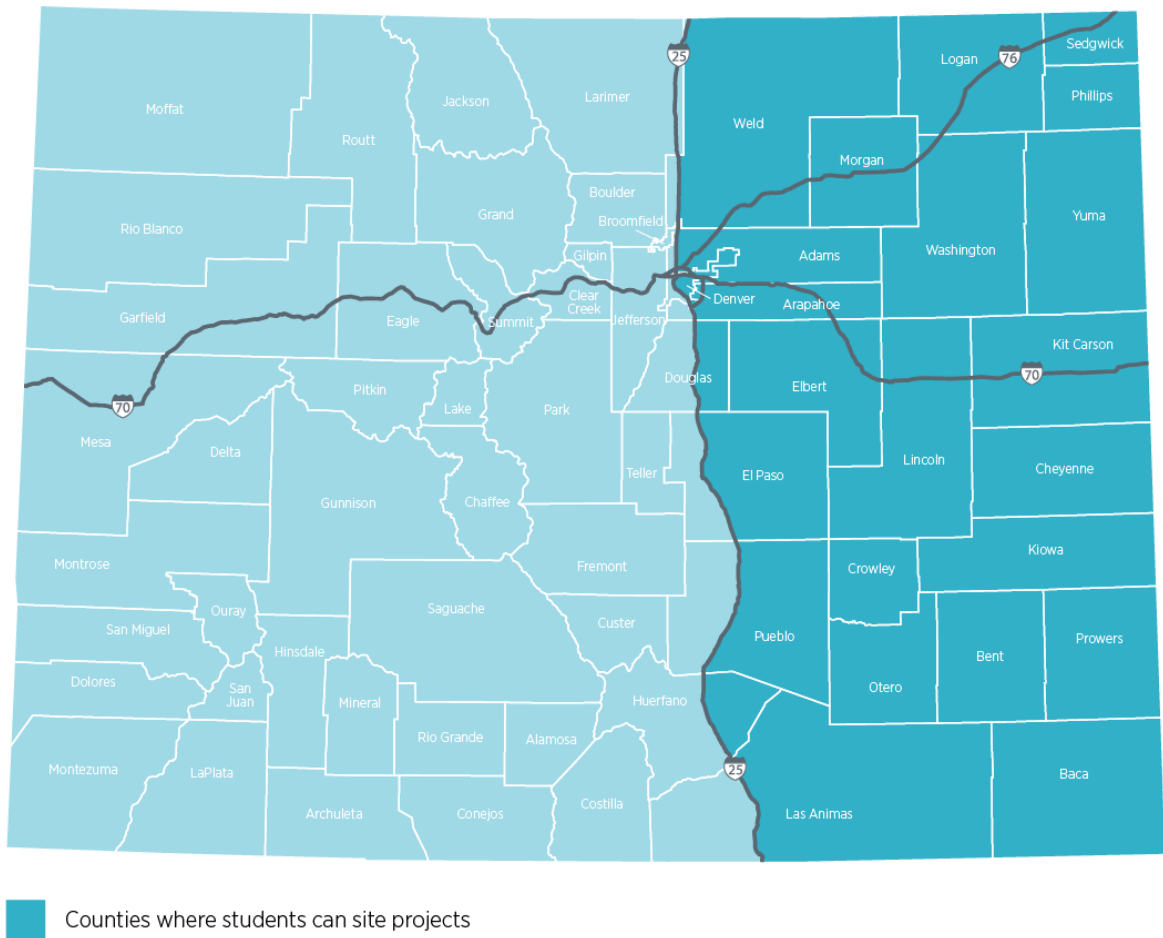 25
76
Sedgwick
Logan
Phillips
Moffat
Jackson
Larimer
Weld
Routt
Morgan
Boulder
Grand
Broomfield
Yuma
Rio Blanco
Washington
Gilpin
Adams
Denver
Clear
Creek
Arapahoe
Garfield
Eagle
Summit
Jefferson
Kit Carson
70
Pitkin
Douglas
Elbert
Lake
Park
70
Mesa
Delta
Teller
El Paso
Lincoln
Cheyenne
Gunnison
Chaffee
Montrose
Fremont
Crowley
Kiowa
Ouray
Saguache
San Miguel
Custer
Pueblo
Prowers
Hinsdale
Bent
Dolores
San
Juan
Mineral
Huerfano
Otero
Rio Grande
Alamosa
Montezuma
LaPlata
25
Baca
Archuleta
Conejos
Costilla
Las Animas
Counties where students can site projects